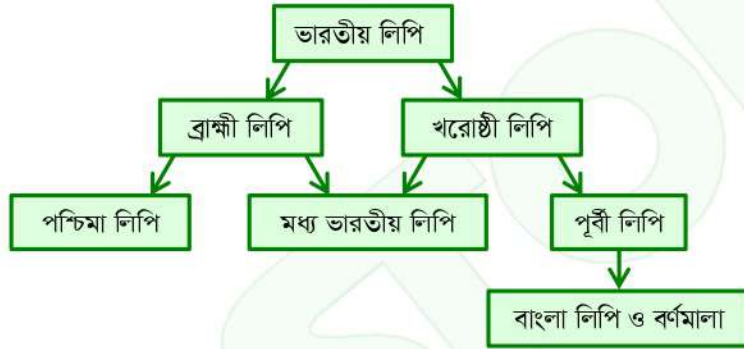 ভারতীয় লিপি
ব্রাহ্মী লিপি
খরোষ্ঠী লিপি
পশ্চিমা লিপি
মধ্য ভারতীয় লিপি
পূর্বী লিপি
বাংলা লিপি ও বর্ণমালা